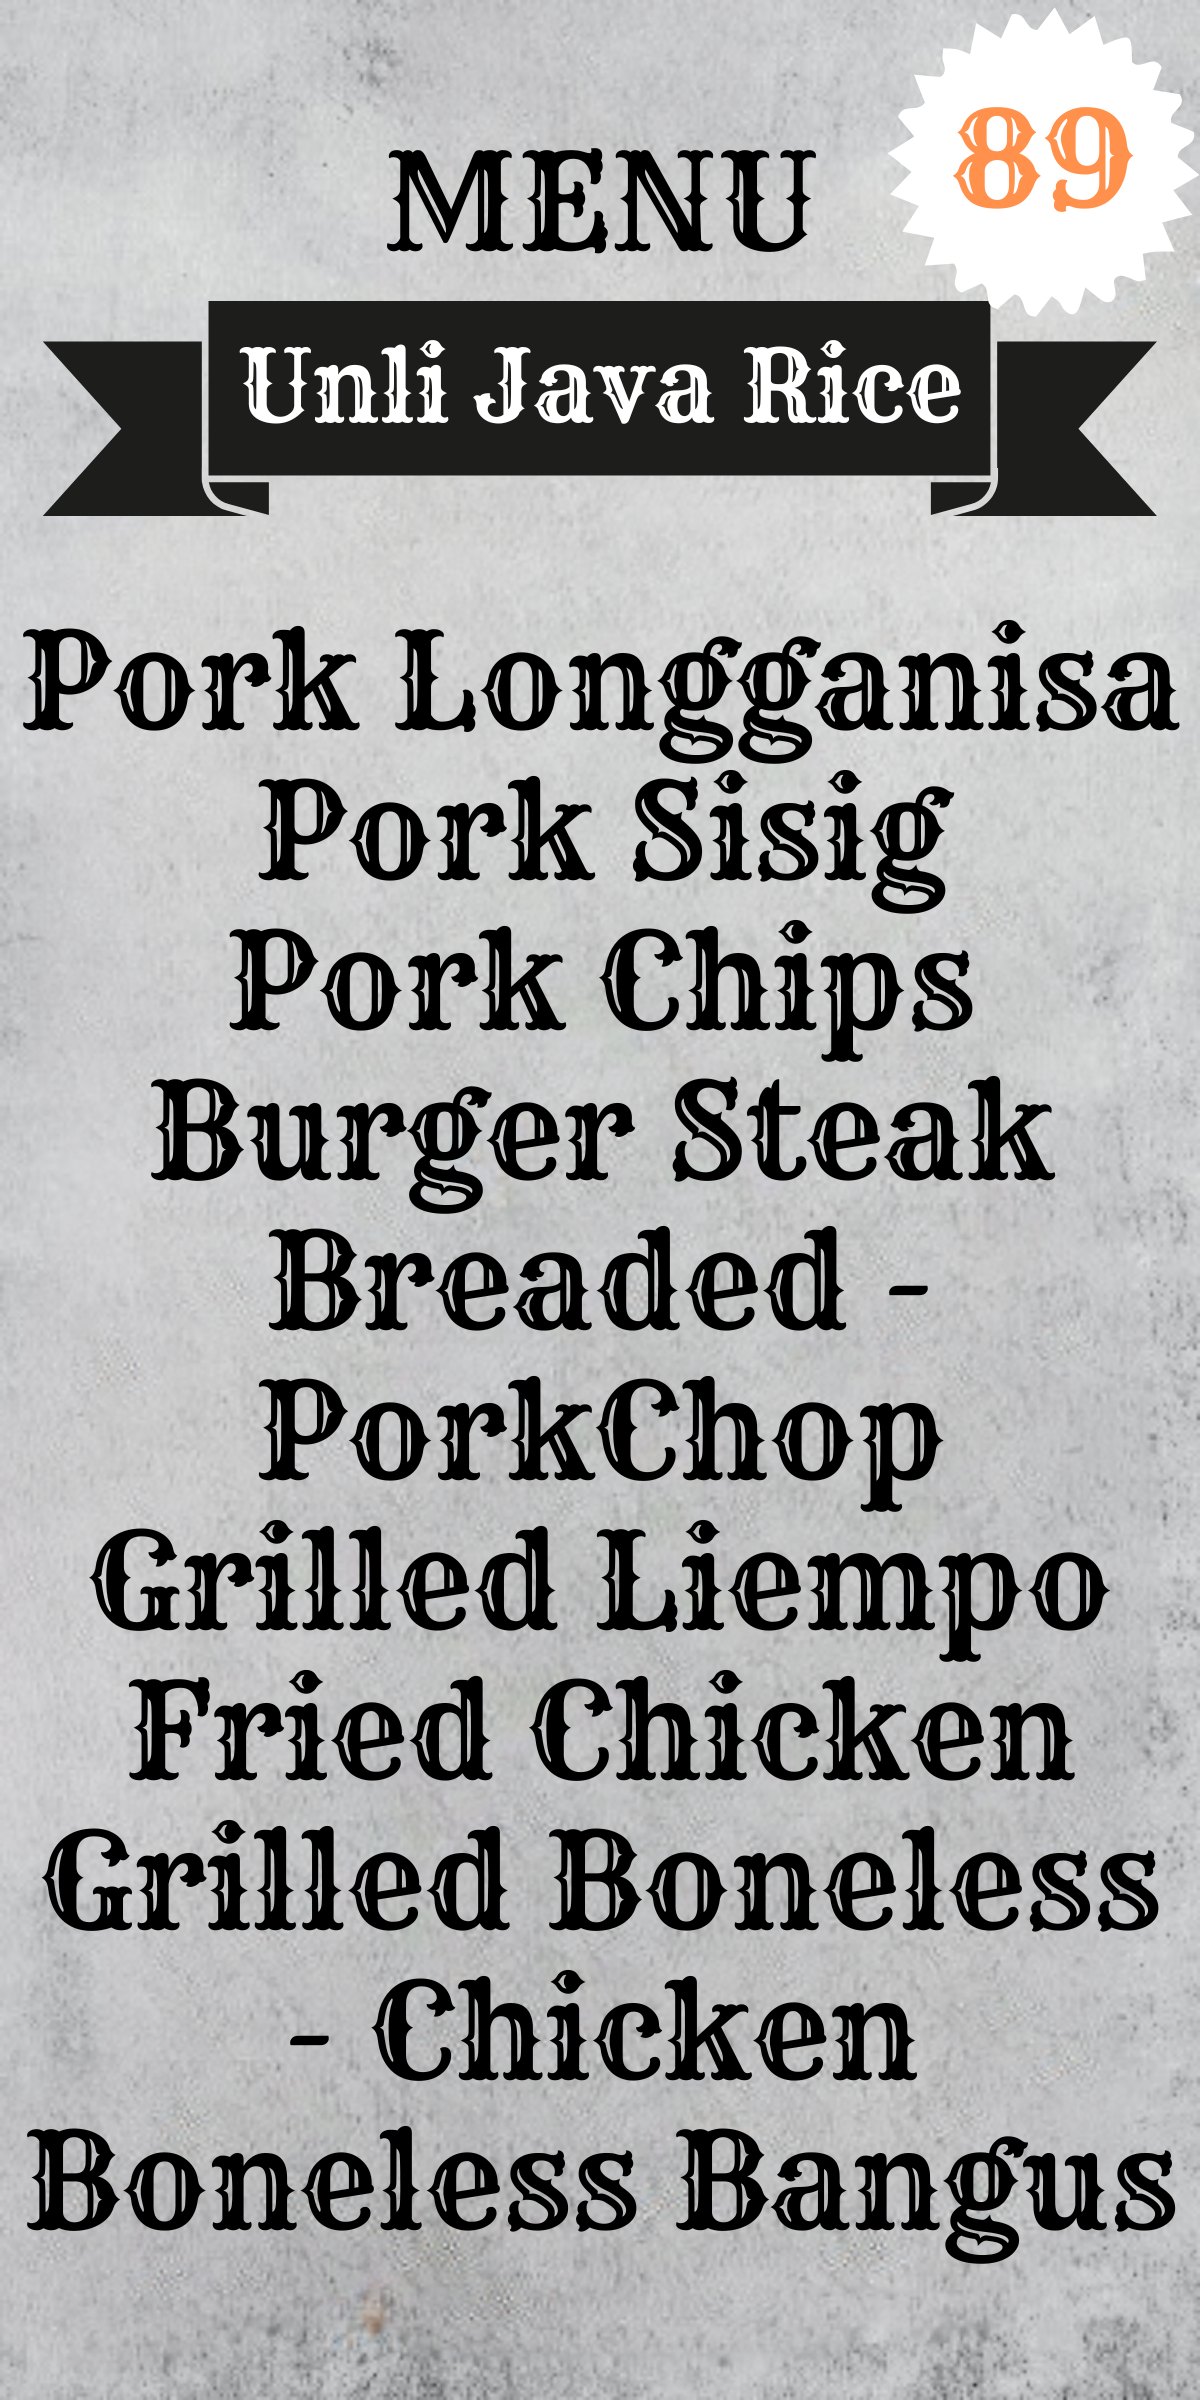 89
MENU
Unli Java Rice
Pork Longganisa
Pork Sisig
Pork Chips
Burger Steak
Breaded -
PorkChop
Grilled Liempo
Fried Chicken
Grilled Boneless
- Chicken
Boneless Bangus